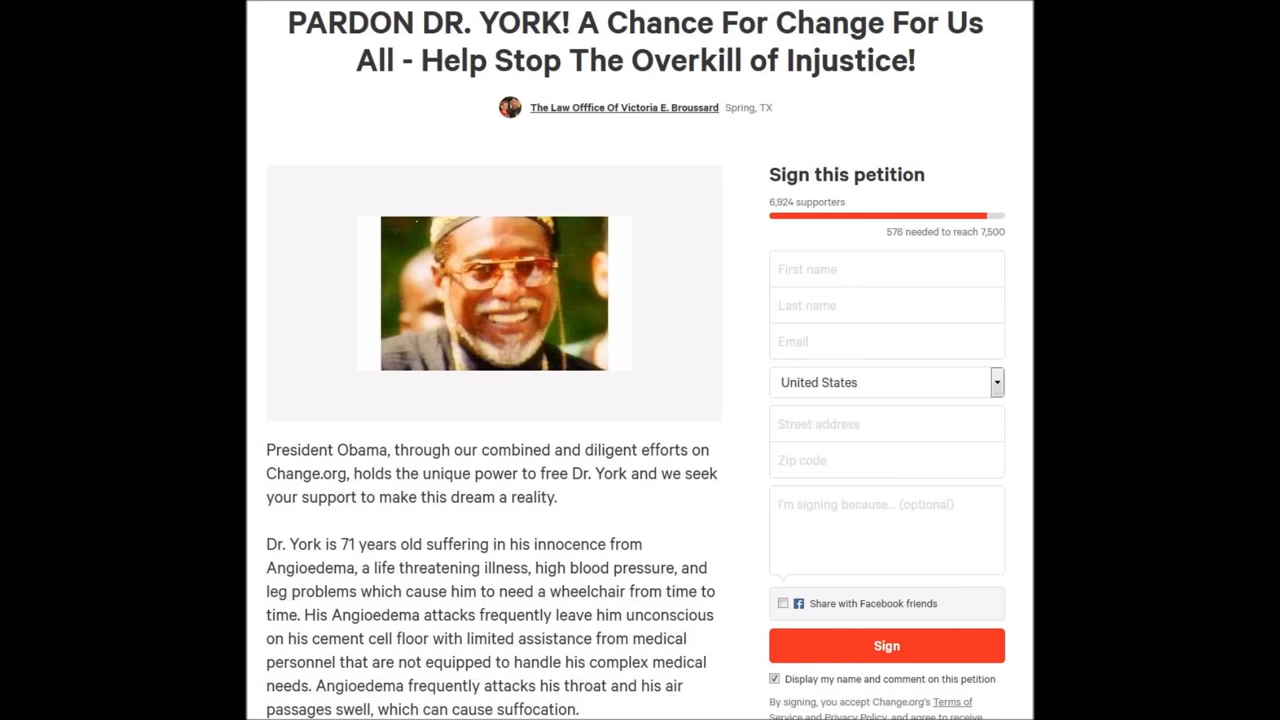 PARDON DR. YORK! A Chance For Change For Us
All - Help Stop The Overkill of Injustice!
The Law Offfice Of Victoria E. Broussard Spring, TX
Sign this petition
6,924 supporters
576 needed to reach 7,500
First name
Last name
Email
United States
Street address
Zip code
I'm signing because... (optional)
Share with Facebook friends
Sign
Display my name and comment on this petition
By signing, you accept Change.org's Terms of
Service and Privacy Policy, and agree to receive
President Obama, through our combined and diligent efforts on
Change.org, holds the unique power to free Dr. York and we seek
your support to make this dream a reality.
Dr. York is 71 years old suffering in his innocence from
Angioedema, a life threatening illness, high blood pressure, and
leg problems which cause him to need a wheelchair from time to
time. His Angioedema attacks frequently leave him unconscious
on his cement cell floor with limited assistance from medical
personnel that are not equipped to handle his complex medical
needs. Angioedema frequently attacks his throat and his air
passages swell, which can cause suffocation.